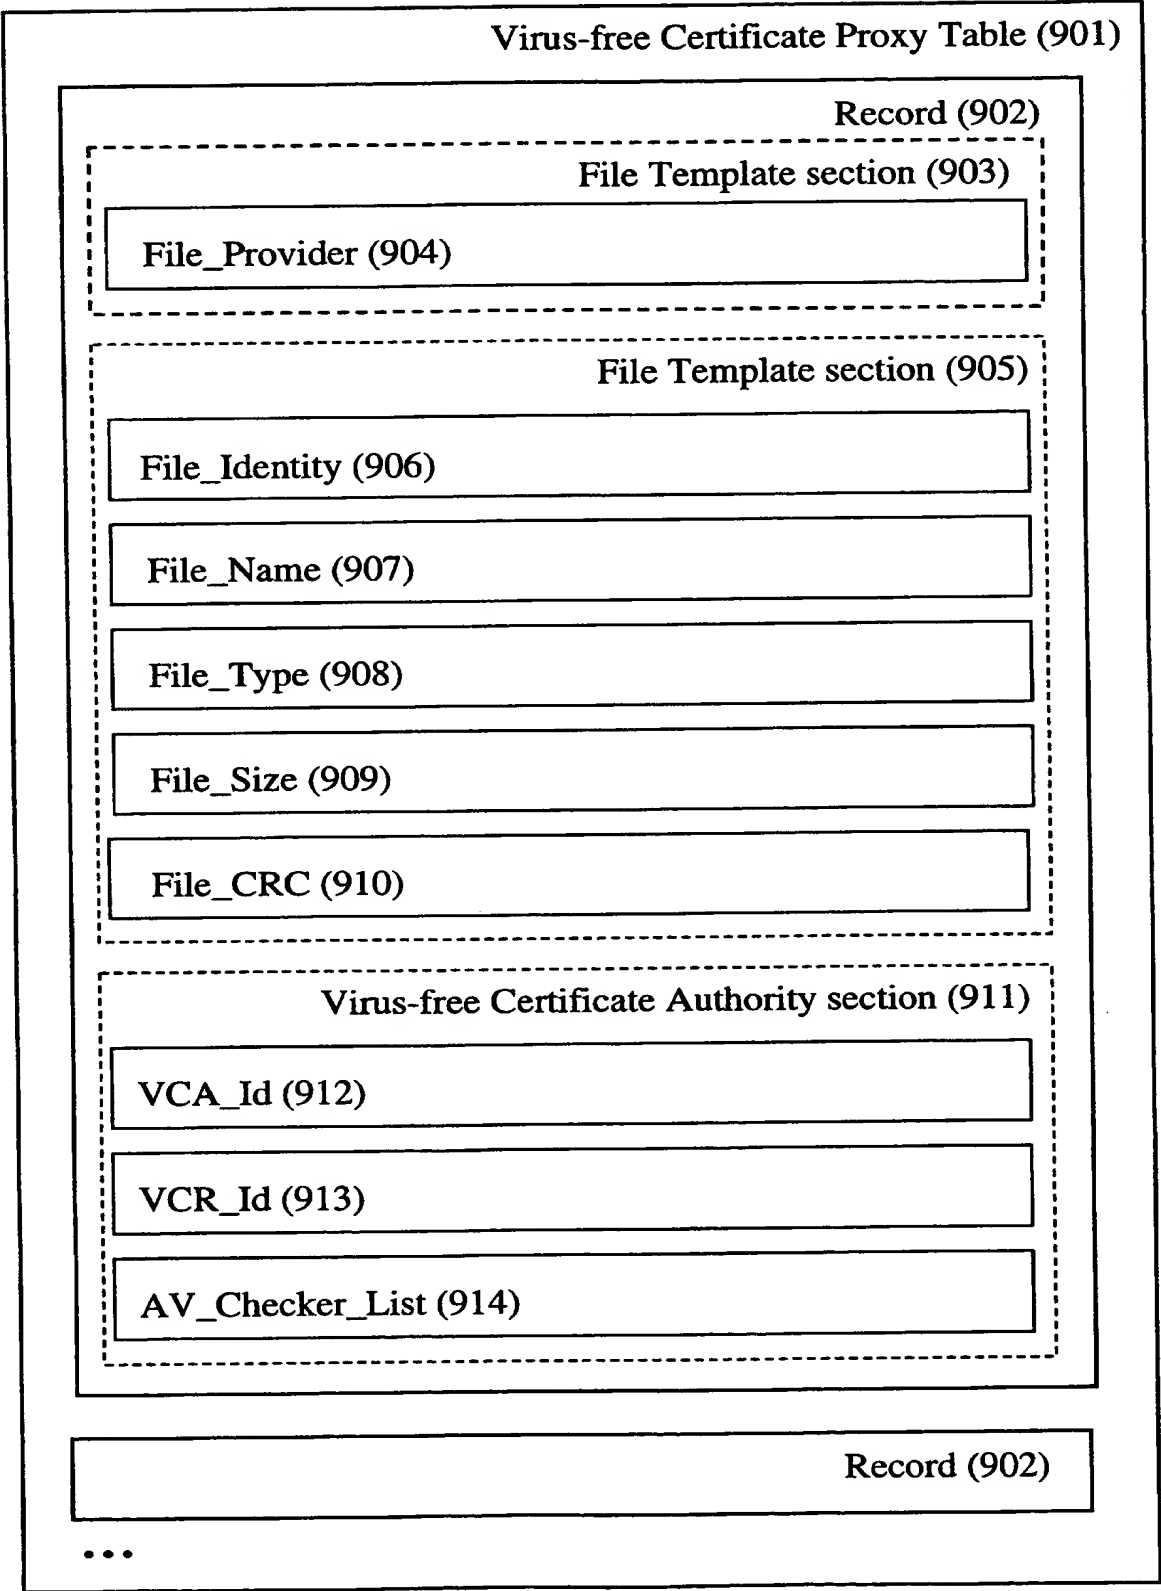 Virus-free Certificate Proxy Table (901)
Record (902)
File Template section (903)
File_Provider (904)
File Template section (905)
File_Identity (906)
File_Name (907)
File_Type (908)
File_Size (909)
File_CRC (910)
Virus-free Certificate Authority section (911)
VCA_Id (912)
VCR_Id (913)
AV_Checker_List (914)
Record (902)
...